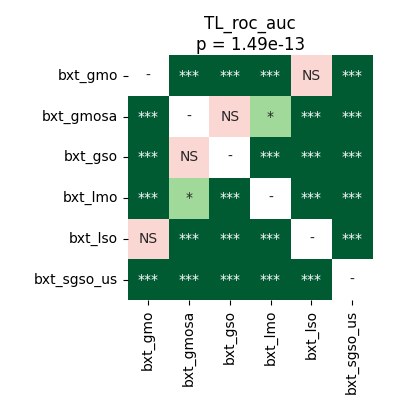 TL_roc_auc
p = 1.49e-13
bxt_gmo - *** *** *** NS ***
bxt_gmosa *** - NS * *** ***
bxt_gso *** NS - *** *** ***
bxt_lmo *** * *** - *** ***
bxt_lso NS *** *** *** - ***
bxt_sgso_us *** *** *** *** *** -
bxt_gmo
bxt_gmosa
bxt_gso
bxt_lmo
bxt_lso
bxt_sgso_us